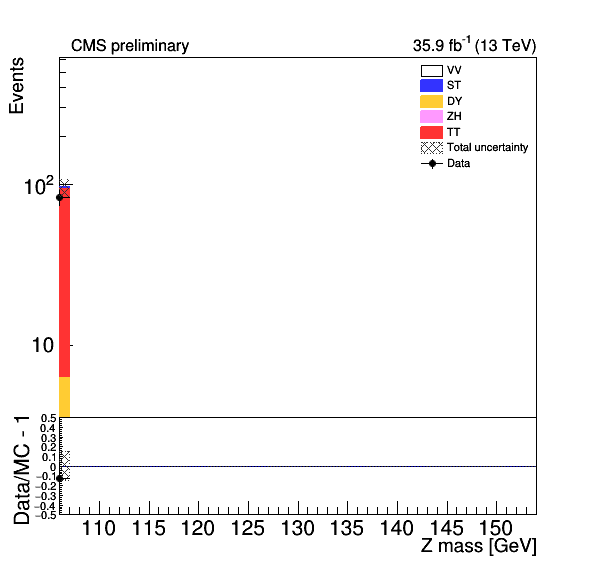 CMS preliminary 35.9 fb⁻¹ (13 TeV)
Events
VV
ST
DY
ZH
TT
Total uncertainty
Data
10²
10
Data/MC - 1
0.5
0.4
0.3
0.2
0.1
0
−0.1
−0.2
−0.3
−0.4
−0.5
110 115 120 125 130 135 140 145 150
Z mass [GeV]